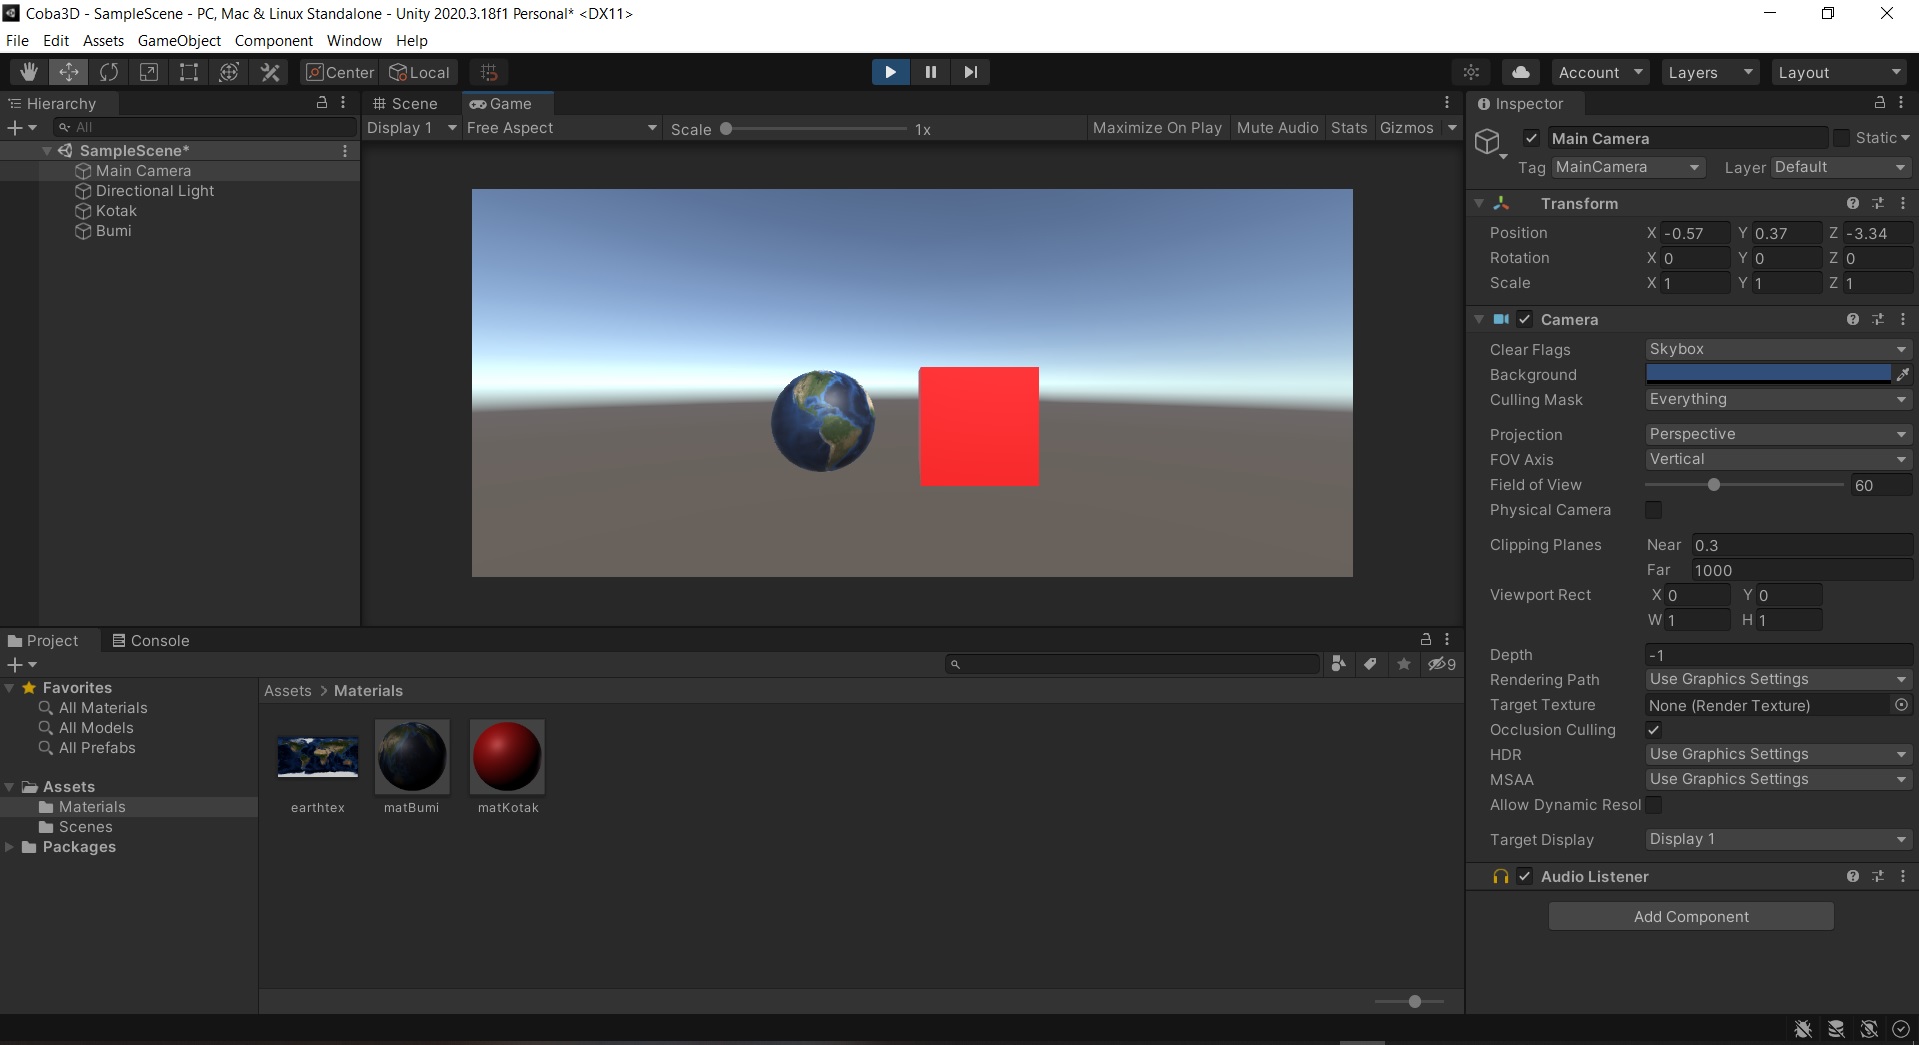 Coba3D - SampleScene - PC, Mac & Linux Standalone - Unity 2020.3.18f1 Personal* <DX11>
File Edit Assets GameObject Component Window Help
Center Local Account Layers Layout
Hierarchy
All
SampleScene*
Main Camera
Directional Light
Kotak
Bumi
Scene Game
Display 1 Free Aspect Scale 1x Maximize On Play Mute Audio Stats Gizmos
Inspector
Main Camera Static
Tag MainCamera Layer Default
Transform
Position X -0.57 Y 0.37 Z -3.34
Rotation X 0 Y 0 Z 0
Scale X 1 Y 1 Z 1
Camera
Clear Flags Skybox
Background
Culling Mask Everything
Projection Perspective
FOV Axis Vertical
Field of View 60
Physical Camera
Clipping Planes Near 0.3
Far 1000
Viewport Rect X 0 Y 0
W 1 H 1
Depth -1
Rendering Path Use Graphics Settings
Target Texture None (Render Texture)
Occlusion Culling
HDR Use Graphics Settings
MSAA Use Graphics Settings
Allow Dynamic Resol
Target Display Display 1
Audio Listener
Add Component
Project Console
9
Favorites
All Materials
All Models
All Prefabs
Assets
Materials
Scenes
Packages
Assets > Materials
earthtex matBumi matKotak